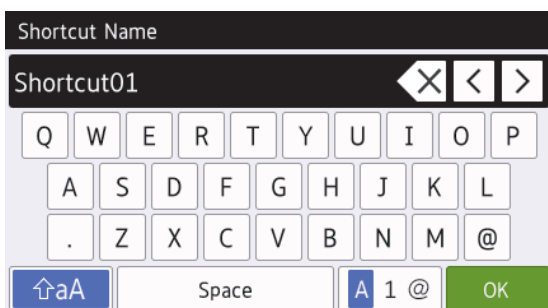 Shortcut Name
Shortcut01
Q W E R T Y U I O P
A S D F G H J K L
. Z X C V B N M @
aA Space A 1 @ OK